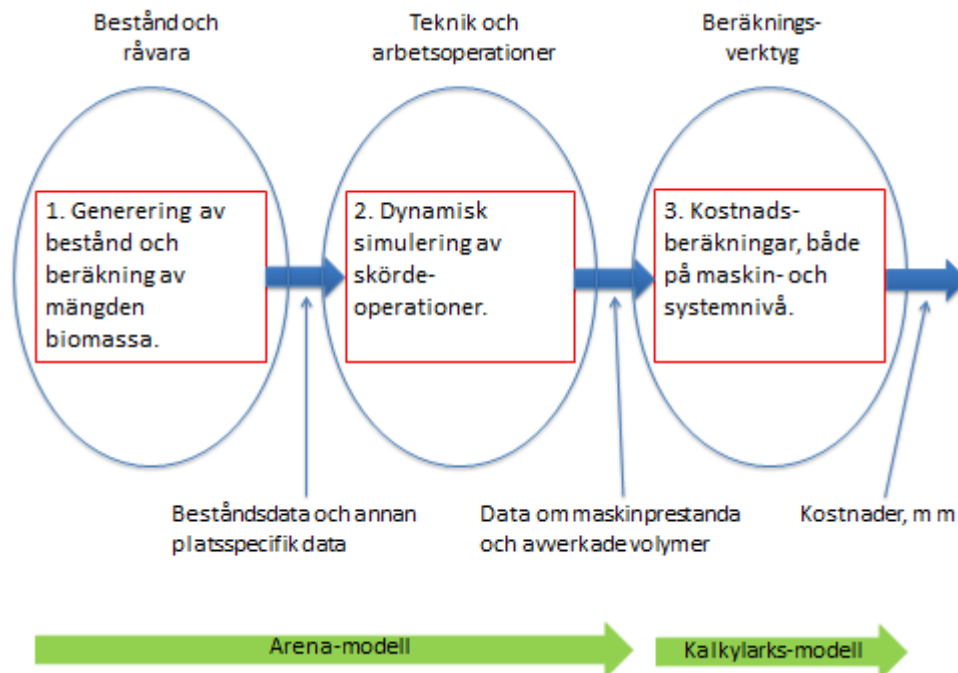 Bestånd och
råvara
Teknik och
arbetsoperationer
Beräknings-
verktyg
1. Generering av
bestånd och
beräkning av
mängden
biomassa.
2. Dynamisk
simulering av
skörde-
operationer.
3. Kostnads-
beräkningar, både
på maskin- och
systemnivå.
Beståndsdata och annan
platsspecifik data
Data om maskinprestanda
och avverkade volymer
Kostnader, m m
Arena-modell
Kalkylarks-modell